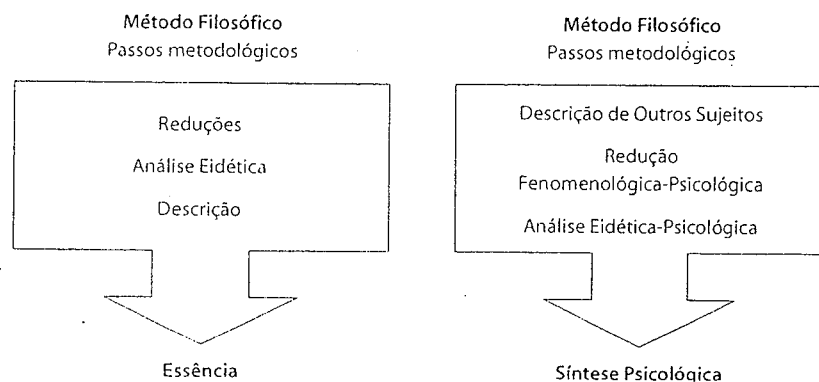 Método Filosófico
Passos metodológicos
Reduções
Análise Eidética
Descrição
Essência
Método Filosófico
Passos metodológicos
Descrição de Outros Sujeitos
Redução
Fenomenológica-Psicológica
Análise Eidética-Psicológica
Síntese Psicológica